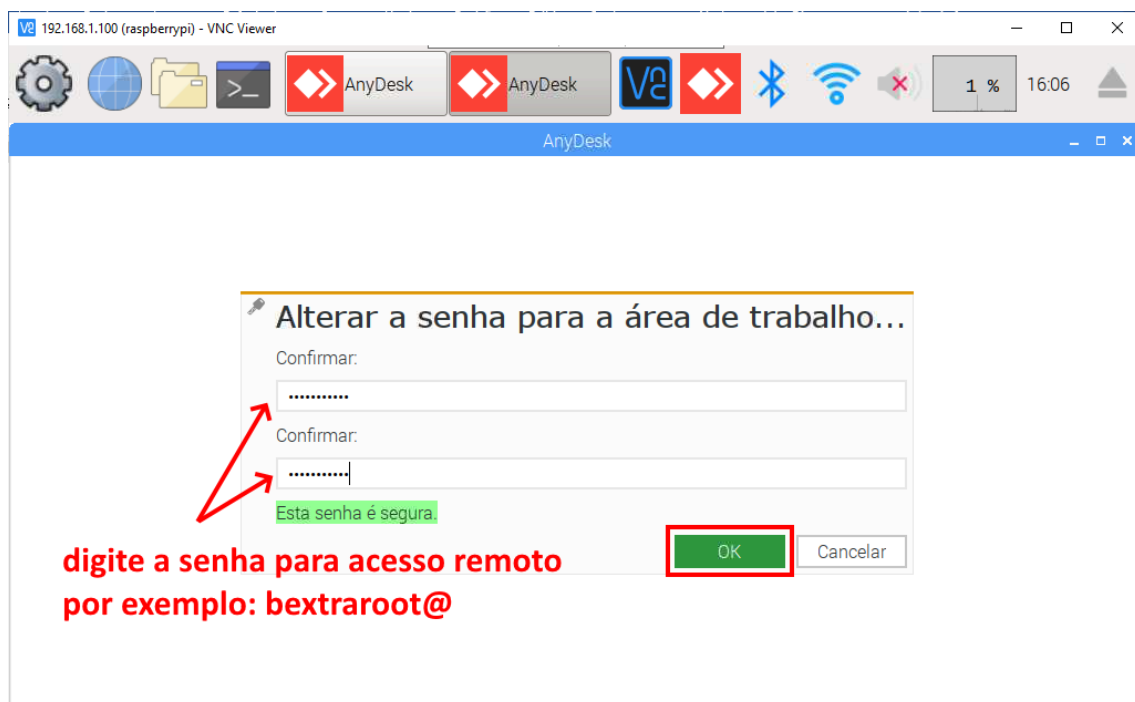 192.168.1.100 (raspberrypi) - VNC Viewer
AnyDesk AnyDesk 1 % 16:06
AnyDesk
Alterar a senha para a área de trabalho...
Confirmar:
Confirmar:
Esta senha é segura.
OK Cancelar
digite a senha para acesso remoto
por exemplo: bextraroot@